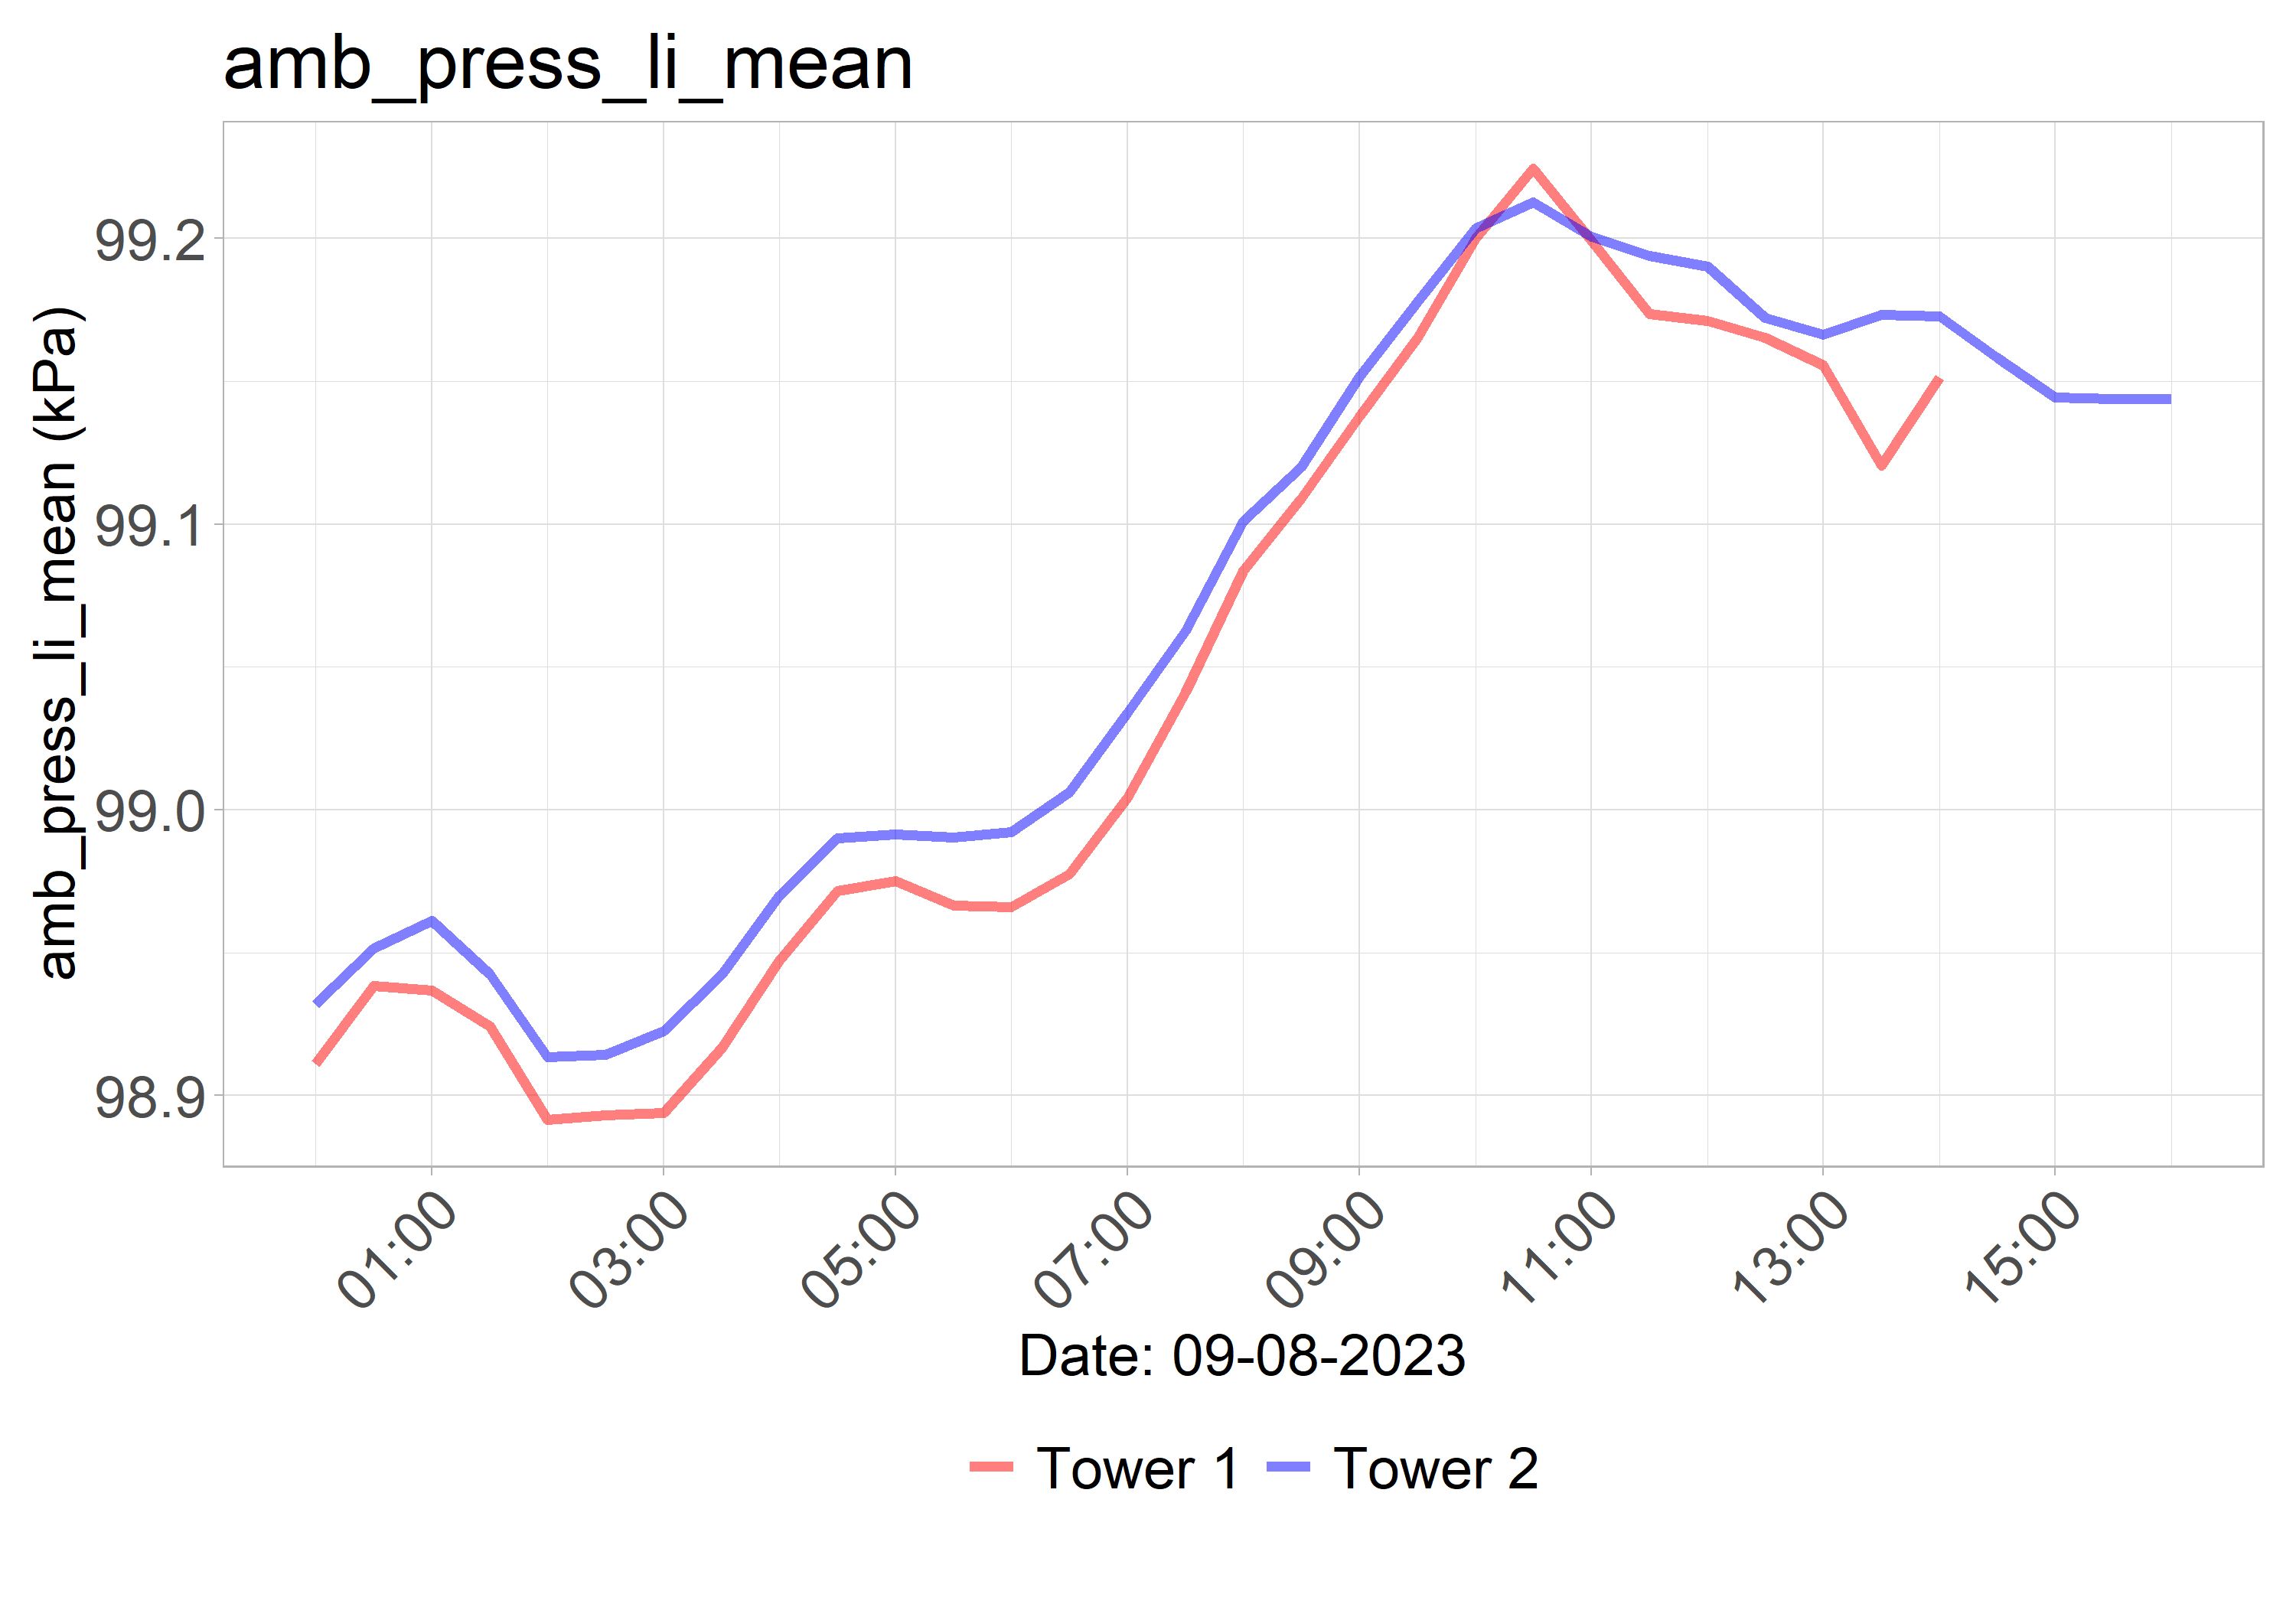 amb_press_li_mean
amb_press_li_mean (kPa)
99.2
99.1
99.0
98.9
01:00
03:00
05:00
07:00
09:00
11:00
13:00
15:00
Date: 09-08-2023
Tower 1
Tower 2